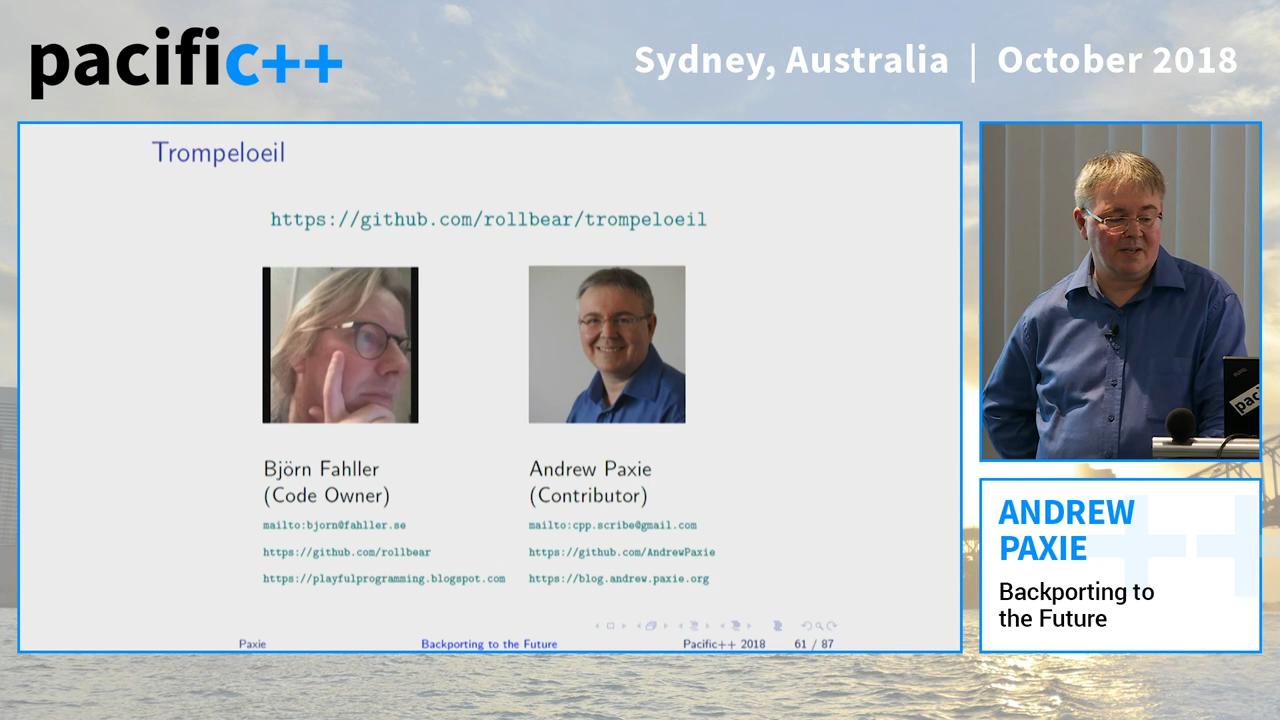 pacific++
Sydney, Australia | October 2018
Trompeloeil
https://github.com/rollbear/trompeloeil
Björn Fahller
(Code Owner)
mailto:bjorn@fahller.se
https://github.com/rollbear
https://playfulprogramming.blogspot.com
Andrew Paxie
(Contributor)
mailto:cpp.scribe@gmail.com
https://github.com/AndrewPaxie
https://blog.andrew.paxie.org
Paxie
Backporting to the Future
Pacific++ 2018
61 / 87
pac
ANDREW
PAXIE
Backporting to
the Future